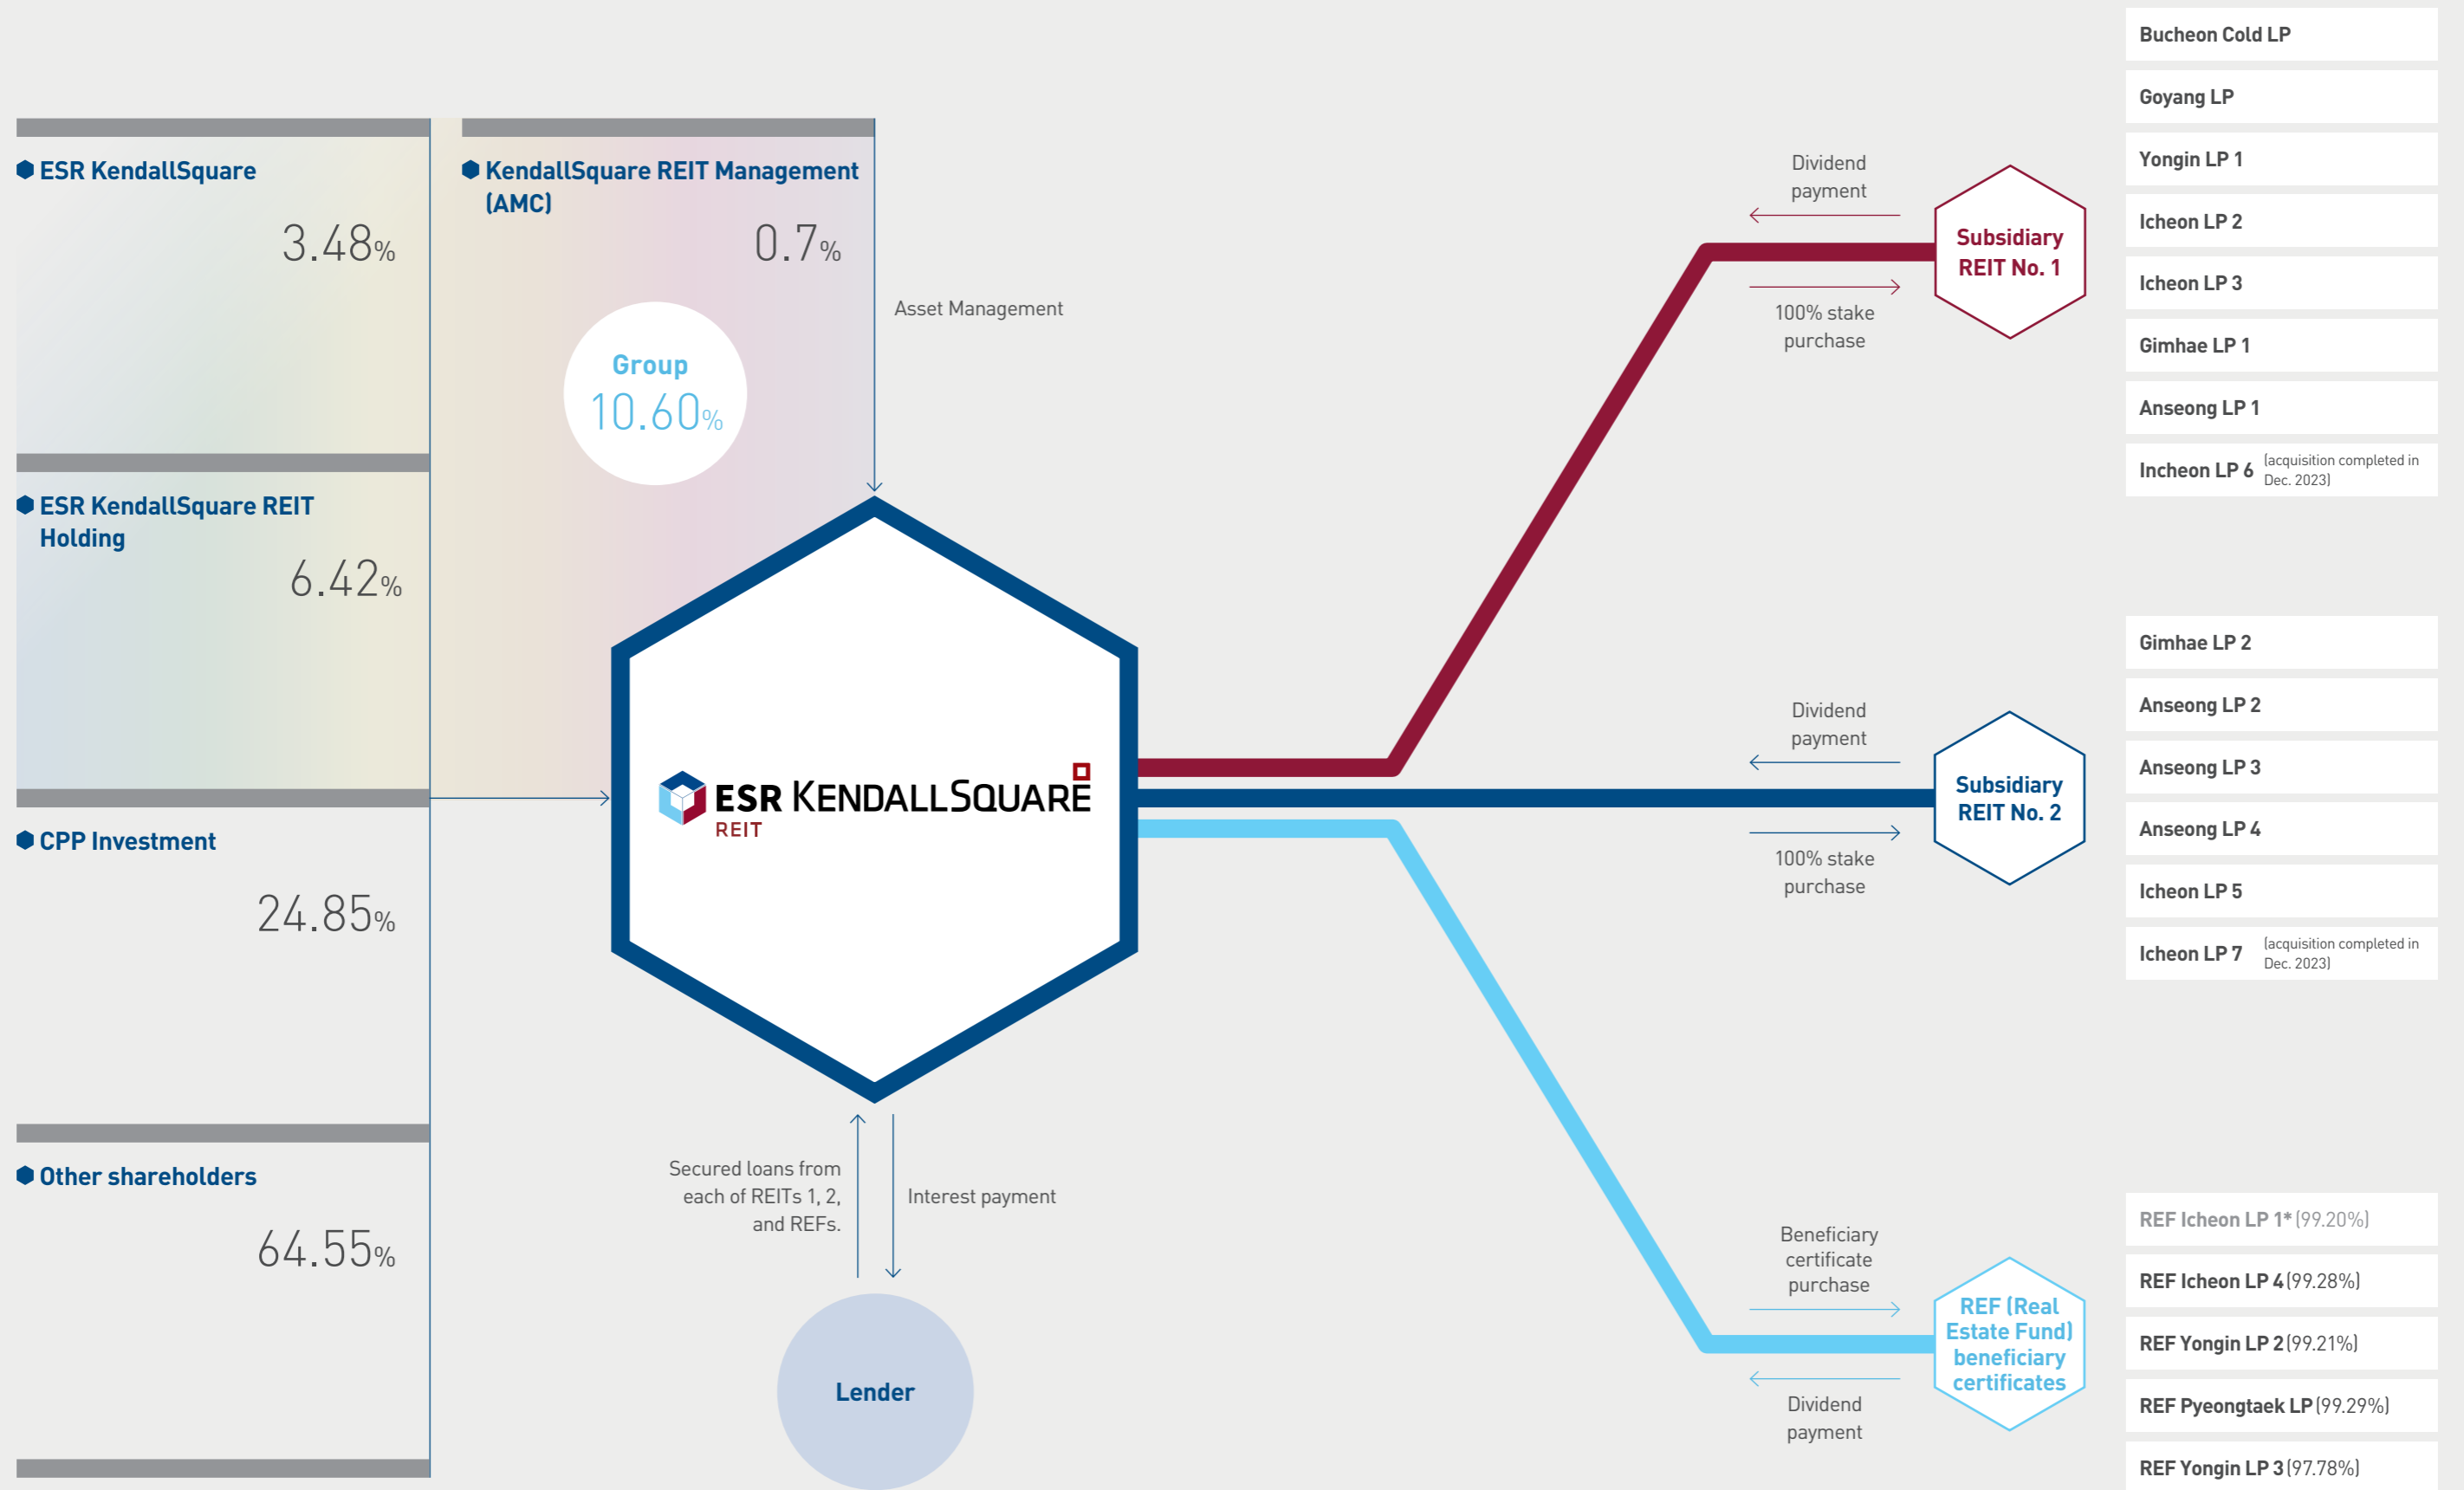 ESR KendallSquare
3.48%
KendallSquare REIT Management
(AMC)
0.7%
Group
10.60%
Asset Management
ESR KendallSquare REIT
Holding
6.42%
CPP Investment
24.85%
Other shareholders
64.55%
ESR KENDALLSQUARE
REIT
Secured loans from
each of REITs 1, 2,
and REFs.
Interest payment
Lender
Dividend
payment
100% stake
purchase
Subsidiary
REIT No. 1
Bucheon Cold LP
Goyang LP
Yongin LP 1
Icheon LP 2
Icheon LP 3
Gimhae LP 1
Anseong LP 1
Incheon LP 6 (acquisition completed in
Dec. 2023)
Dividend
payment
100% stake
purchase
Subsidiary
REIT No. 2
Gimhae LP 2
Anseong LP 2
Anseong LP 3
Anseong LP 4
Icheon LP 5
Icheon LP 7 (acquisition completed in
Dec. 2023)
Beneficiary
certificate
purchase
Dividend
payment
REF (Real
Estate Fund)
beneficiary
certificates
REF Icheon LP 1* (99.20%)
REF Icheon LP 4 (99.28%)
REF Yongin LP 2 (99.21%)
REF Pyeongtaek LP (99.29%)
REF Yongin LP 3 (97.78%)